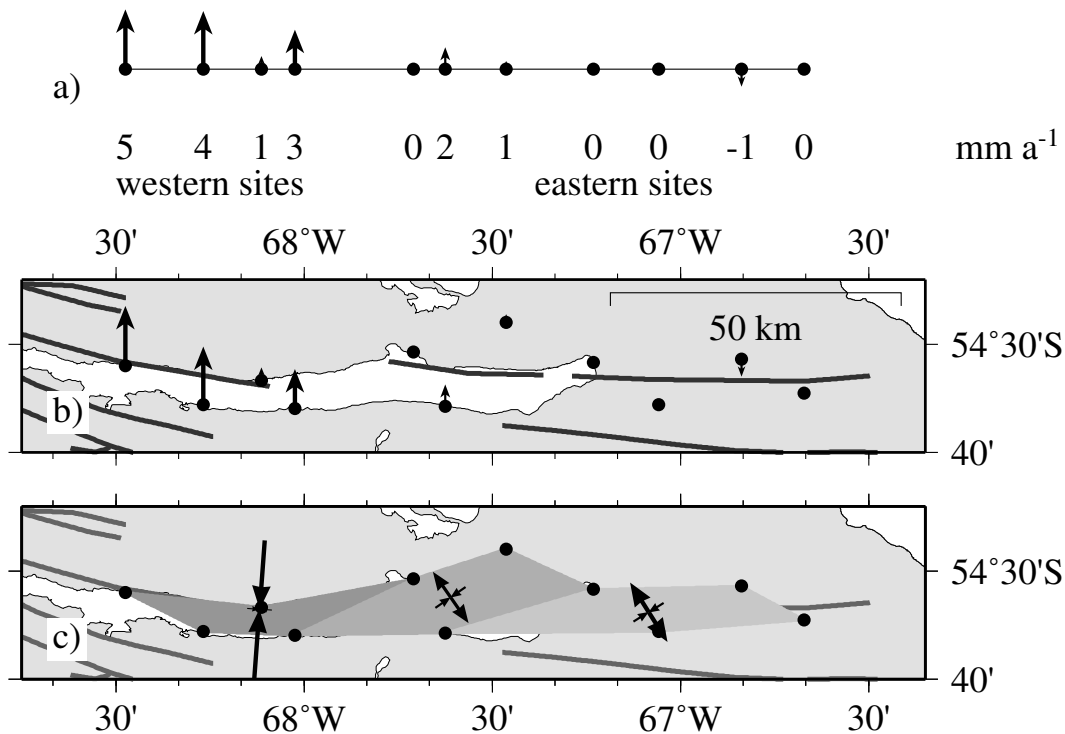 a)
5 4 1 3 0 2 1 0 0 -1 0 mm a⁻¹
western sites eastern sites
30' 68°W 30' 67°W 30'
50 km
54°30'S
b)
40'
54°30'S
c)
40'
30' 68°W 30' 67°W 30'